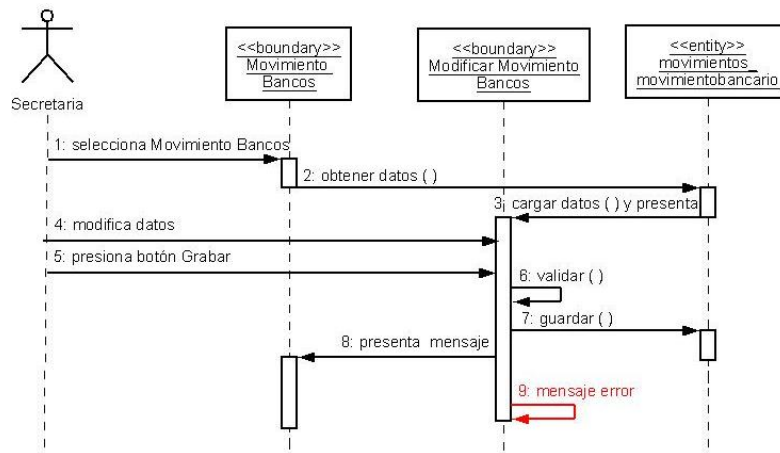 <<boundary>>
Movimiento
Bancos
<<boundary>>
Modificar Movimiento
Bancos
<<entity>>
movimientos_
movimientobancario
Secretaria
1: selecciona Movimiento Bancos
2: obtener datos ( )
3: cargar datos ( ) y presenta
4: modifica datos
5: presiona botón Grabar
6: validar ( )
7: guardar ( )
8: presenta mensaje
9: mensaje error